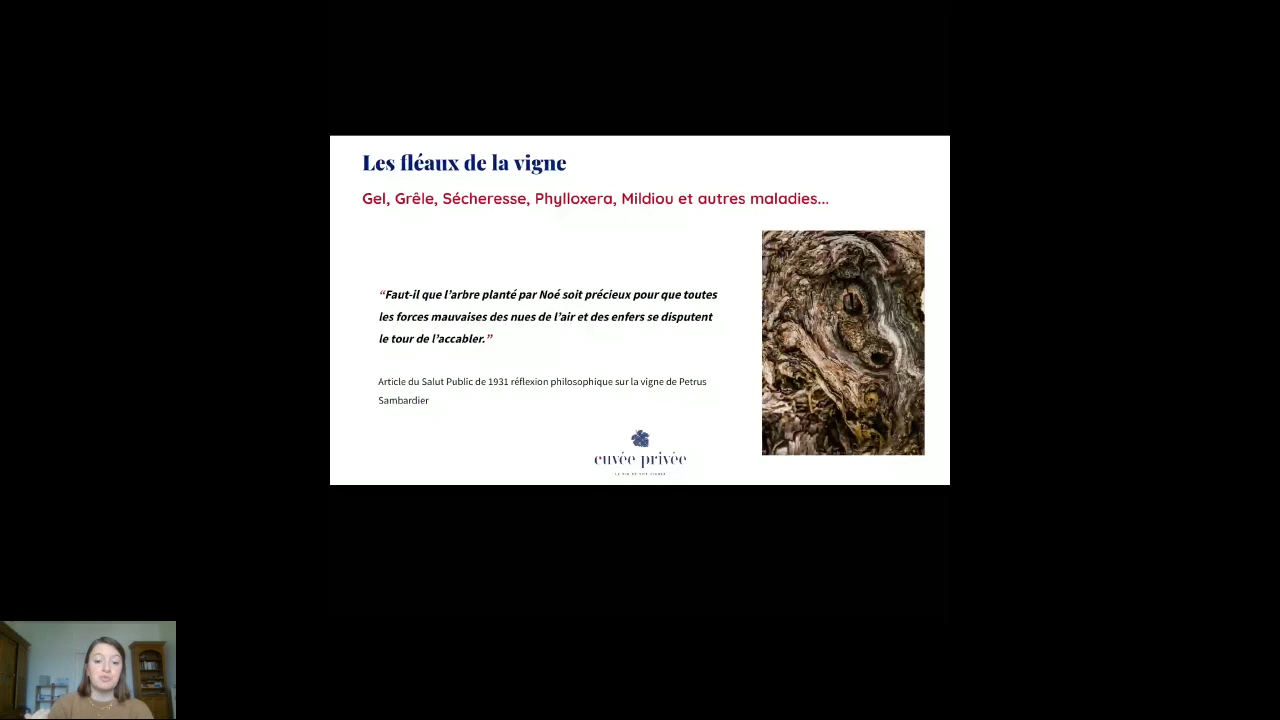 Les fléaux de la vigne
Gel, Grêle, Sécheresse, Phylloxera, Mildiou et autres maladies...
“Faut-il que l’arbre planté par Noé soit précieux pour que toutes
les forces mauvaises des nues de l’air et des enfers se disputent
le tour de l’accabler.”
Article du Salut Public de 1931 réflexion philosophique sur la vigne de Petrus
Sambardier
cuvée privée